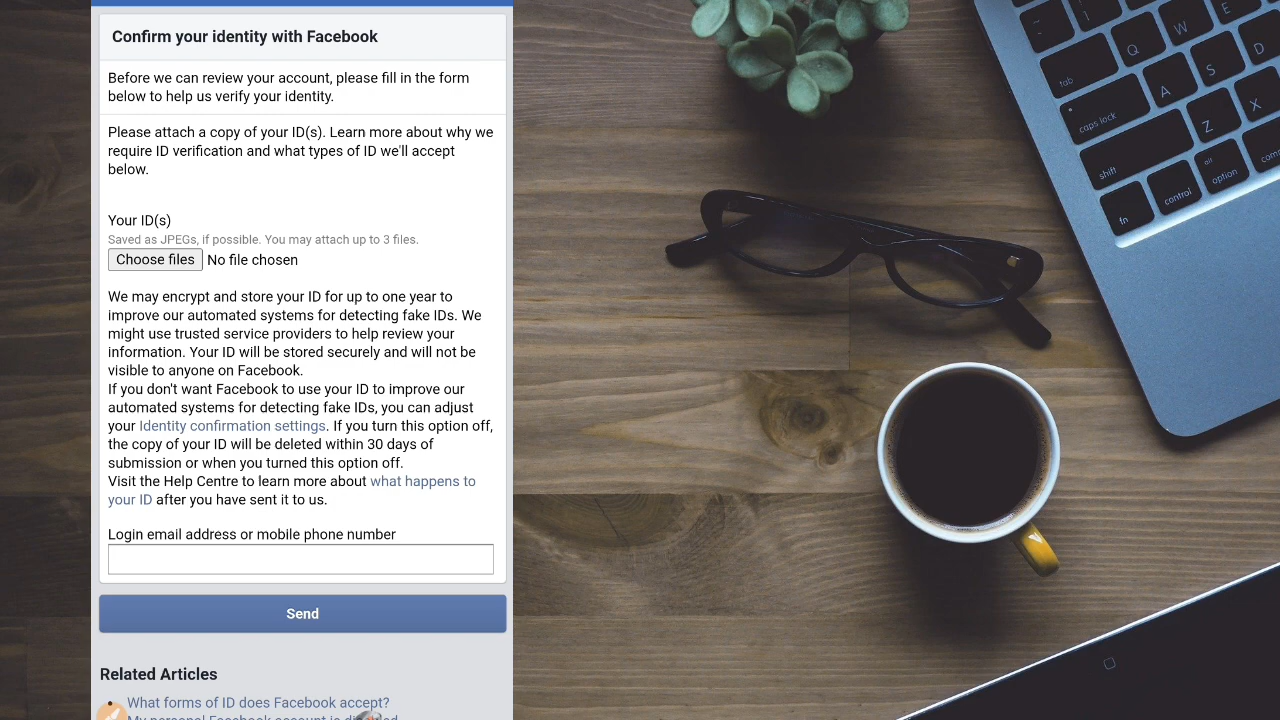 Confirm your identity with Facebook
Before we can review your account, please fill in the form
below to help us verify your identity.
Please attach a copy of your ID(s). Learn more about why we
require ID verification and what types of ID we'll accept
below.
Your ID(s)
Saved as JPEGs, if possible. You may attach up to 3 files.
Choose files No file chosen
We may encrypt and store your ID for up to one year to
improve our automated systems for detecting fake IDs. We
might use trusted service providers to help review your
information. Your ID will be stored securely and will not be
visible to anyone on Facebook.
If you don't want Facebook to use your ID to improve our
automated systems for detecting fake IDs, you can adjust
your Identity confirmation settings. If you turn this option off,
the copy of your ID will be deleted within 30 days of
submission or when you turned this option off.
Visit the Help Centre to learn more about what happens to
your ID after you have sent it to us.
Login email address or mobile phone number
Send
Related Articles
What forms of ID does Facebook accept?
My personal Facebook account is disabled
Q W E
tab
A S D
caps lock
Z X
shift
fn control option
off